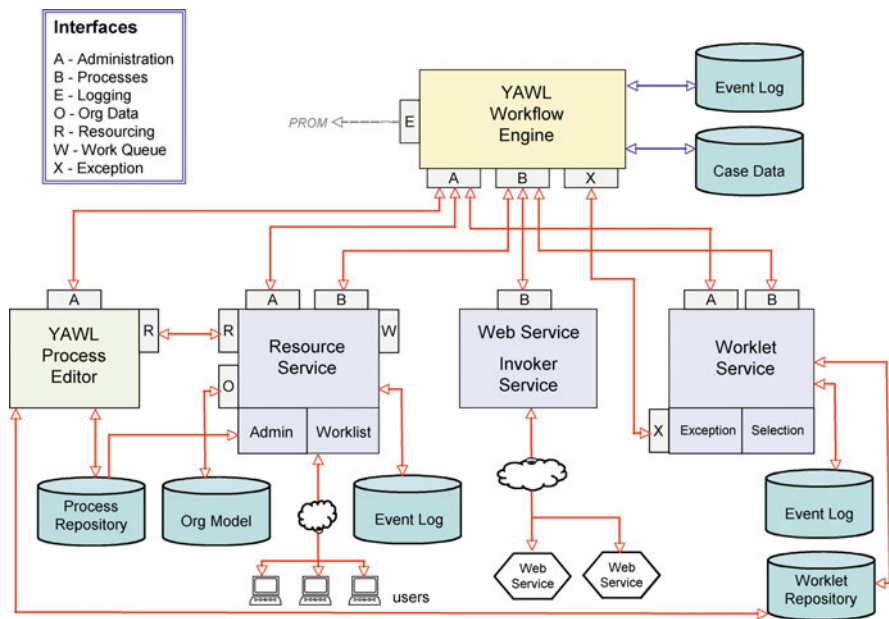 Interfaces
A - Administration
B - Processes
E - Logging
O - Org Data
R - Resourcing
W - Work Queue
X - Exception
PROM
E
YAWL
Workflow
Engine
Event Log
Case Data
A
B
X
A
YAWL
Process
Editor
R
A
B
R
Resource
Service
W
O
Admin
Worklist
B
Web Service
Invoker
Service
A
B
Worklet
Service
X
Exception
Selection
Process
Repository
Org Model
Event Log
Event Log
Web
Service
Web
Service
users
Worklet
Repository